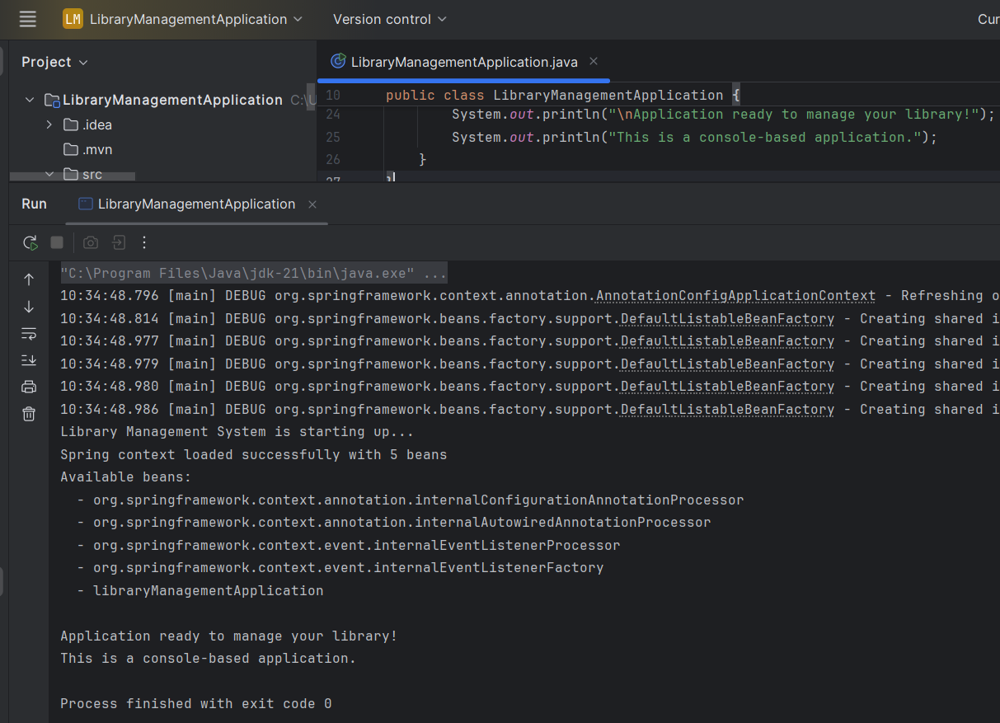 LM LibraryManagementApplication Version control Cur
Project
LibraryManagementApplication C:\U
.idea
.mvn
src
LibraryManagementApplication.java
10 public class LibraryManagementApplication {
24 System.out.println("\nApplication ready to manage your library!");
25 System.out.println("This is a console-based application.");
26 }
27 }
Run LibraryManagementApplication
"C:\Program Files\Java\jdk-21\bin\java.exe" ...
10:34:48.796 [main] DEBUG org.springframework.context.annotation.AnnotationConfigApplicationContext - Refreshing o
10:34:48.814 [main] DEBUG org.springframework.beans.factory.support.DefaultListableBeanFactory - Creating shared i
10:34:48.977 [main] DEBUG org.springframework.beans.factory.support.DefaultListableBeanFactory - Creating shared i
10:34:48.979 [main] DEBUG org.springframework.beans.factory.support.DefaultListableBeanFactory - Creating shared i
10:34:48.980 [main] DEBUG org.springframework.beans.factory.support.DefaultListableBeanFactory - Creating shared i
10:34:48.986 [main] DEBUG org.springframework.beans.factory.support.DefaultListableBeanFactory - Creating shared i
Library Management System is starting up...
Spring context loaded successfully with 5 beans
Available beans:
- org.springframework.context.annotation.internalConfigurationAnnotationProcessor
- org.springframework.context.annotation.internalAutowiredAnnotationProcessor
- org.springframework.context.event.internalEventListenerProcessor
- org.springframework.context.event.internalEventListenerFactory
- libraryManagementApplication
Application ready to manage your library!
This is a console-based application.
Process finished with exit code 0